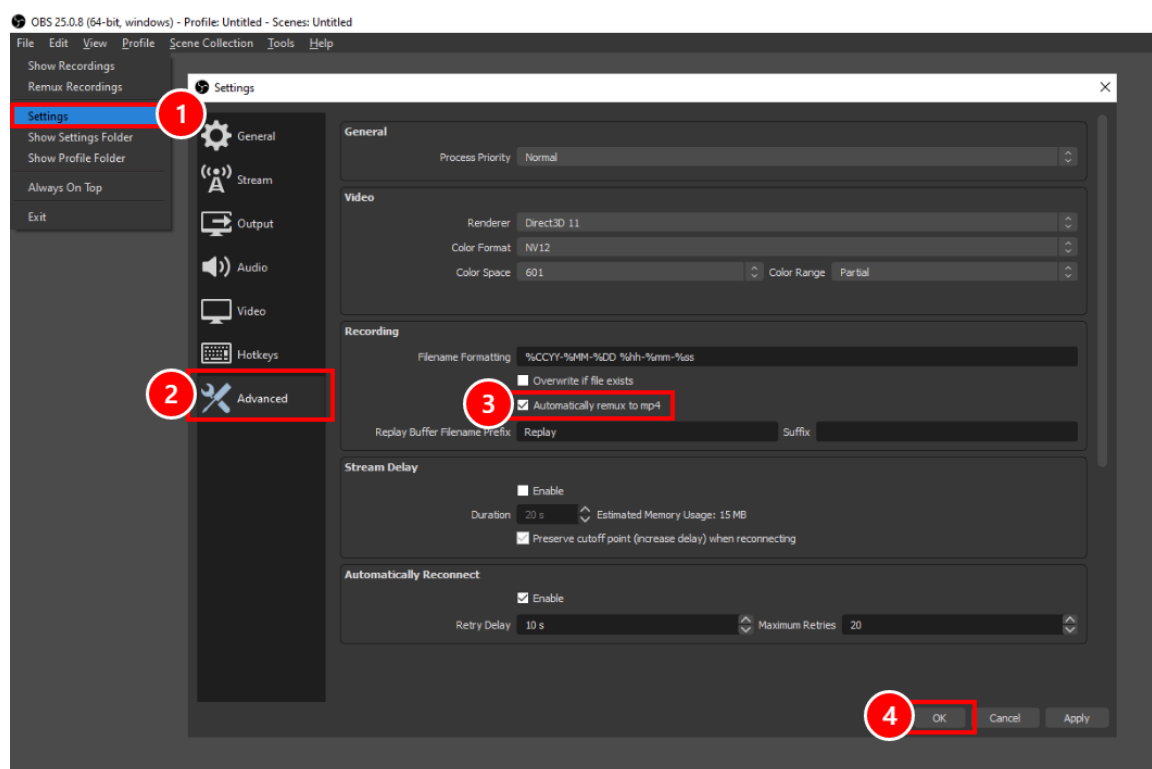 OBS 25.0.8 (64-bit, windows) - Profile: Untitled - Scenes: Untitled
File Edit View Profile Scene Collection Tools Help
Show Recordings
Remux Recordings
Settings
Show Settings Folder
Show Profile Folder
Always On Top
Exit
1
Settings
General
Stream
Output
Audio
Video
Hotkeys
2
Advanced
General
Process Priority Normal
Video
Renderer Direct3D 11
Color Format NV12
Color Space 601 Color Range Partial
Recording
Filename Formatting %CCYY-%MM-%DD %hh-%mm-%ss
Overwrite if file exists
3 Automatically remux to mp4
Replay Buffer Filename Prefix Replay Suffix
Stream Delay
Enable
Duration 20 s Estimated Memory Usage: 15 MB
Preserve cutoff point (increase delay) when reconnecting
Automatically Reconnect
Enable
Retry Delay 10 s Maximum Retries 20
4 OK Cancel Apply